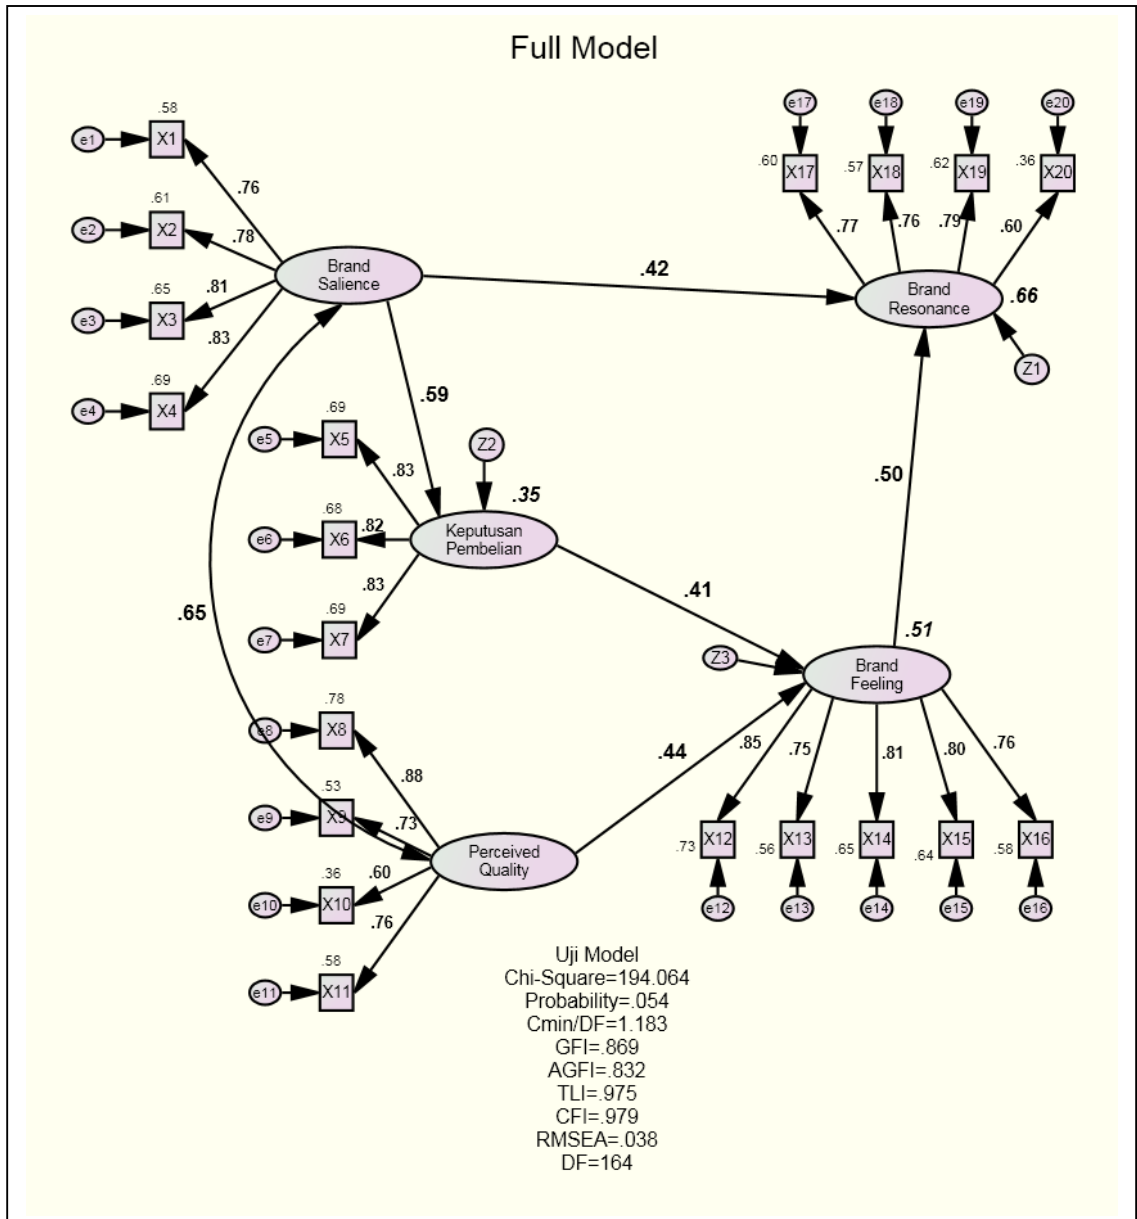 Full Model
.58
e1 X1
.76
.61
e2 X2
.78
.65
e3 X3
.81
.69
e4 X4
.83
Brand
Salience
e17 e18 e19 e20
.60 X17 .57 X18 .62 X19 .36 X20
.77 .76 .79 .60
Brand
Resonance
.66
Z1
.42
.59
.50
.65
.69
e5 X5
.83
Z2
.35
.68
e6 X6
.82
Keputusan
Pembelian
.69
e7 X7
.83
.41
Z3
.51
Brand
Feeling
.78
e8 X8
.88
.53
e9 X9
.73
.36
e10 X10
.60
.58
e11 X11
.76
Perceived
Quality
.44
.85 .75 .81 .80 .76
.73 X12 .56 X13 .65 X14 .64 X15 .58 X16
e12 e13 e14 e15 e16
Uji Model
Chi-Square=194.064
Probability=.054
Cmin/DF=1.183
GFI=.869
AGFI=.832
TLI=.975
CFI=.979
RMSEA=.038
DF=164